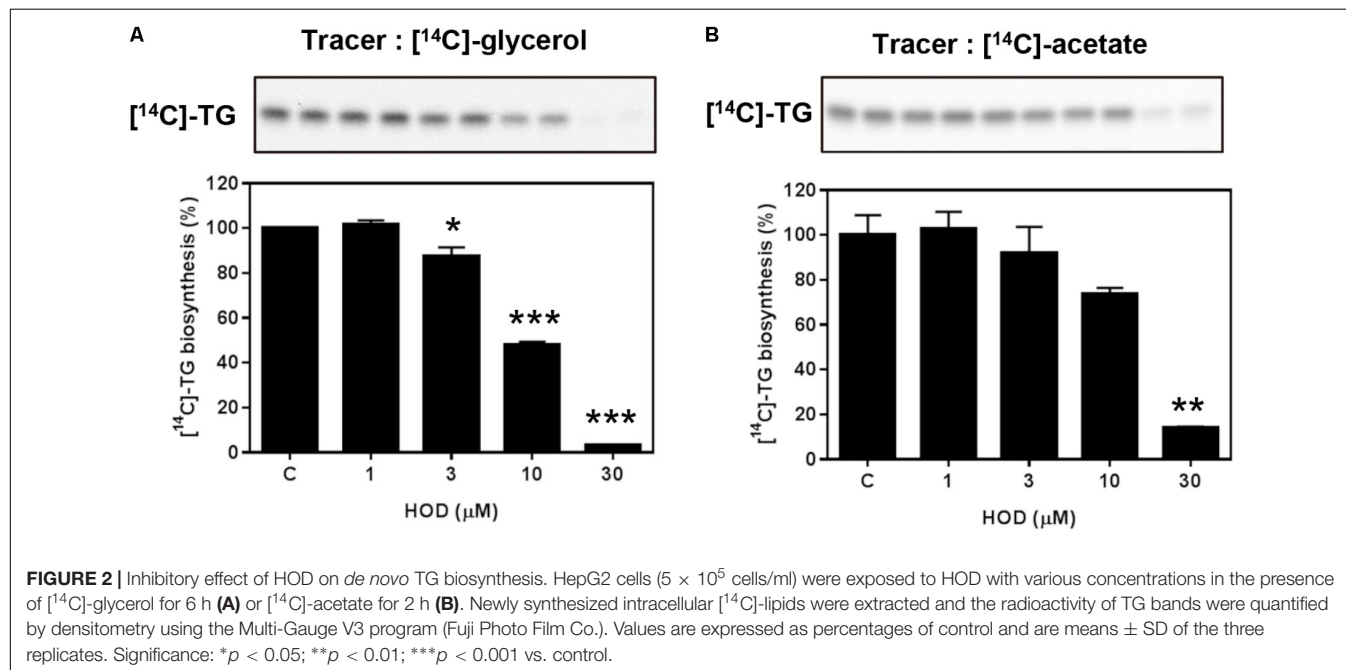 A
Tracer : [¹⁴C]-glycerol
[¹⁴C]-TG
[¹⁴C]-TG biosynthesis (%)
120
100
80
60
40
20
0
*
***
***
C 1 3 10 30
HOD (μM)
B
Tracer : [¹⁴C]-acetate
[¹⁴C]-TG
[¹⁴C]-TG biosynthesis (%)
120
100
80
60
40
20
0
**
C 1 3 10 30
HOD (μM)
FIGURE 2 | Inhibitory effect of HOD on de novo TG biosynthesis. HepG2 cells (5 × 10⁵ cells/ml) were exposed to HOD with various concentrations in the presence
of [¹⁴C]-glycerol for 6 h (A) or [¹⁴C]-acetate for 2 h (B). Newly synthesized intracellular [¹⁴C]-lipids were extracted and the radioactivity of TG bands were quantified
by densitometry using the Multi-Gauge V3 program (Fuji Photo Film Co.). Values are expressed as percentages of control and are means ± SD of the three
replicates. Significance: *p < 0.05; **p < 0.01; ***p < 0.001 vs. control.